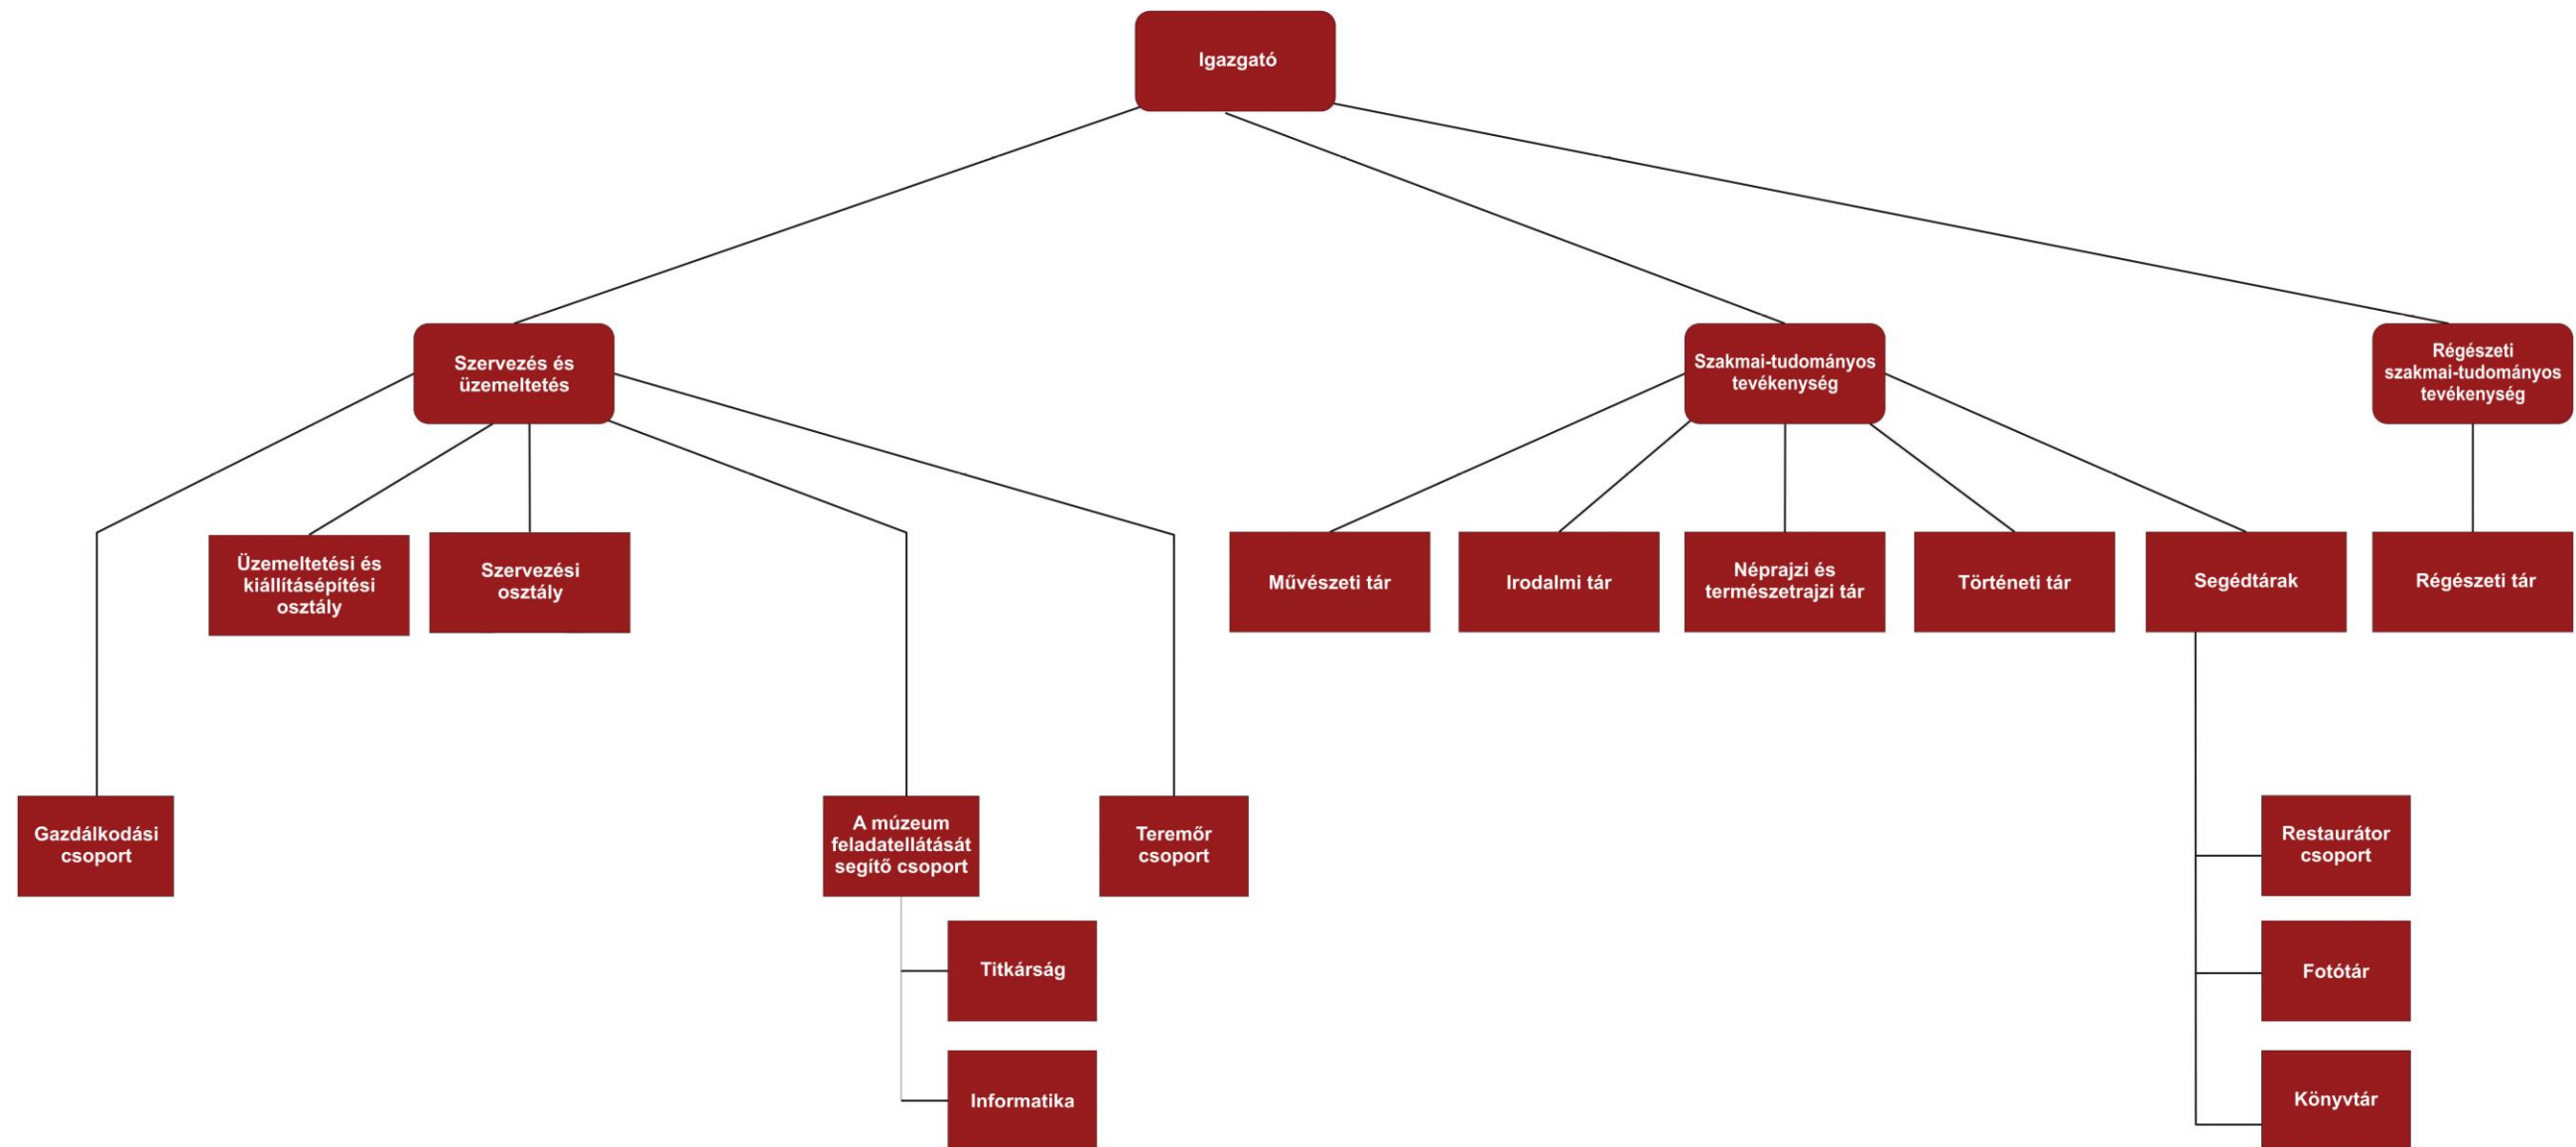 Igazgató
Szervezés és
üzemeltetés
Szakmai-tudományos
tevékenység
Régészeti
szakmai-tudományos
tevékenység
Üzemeltetési és
kiállításépítési
osztály
Szervezési
osztály
Művészeti tár
Irodalmi tár
Néprajzi és
természetrajzi tár
Történeti tár
Segédtárak
Régészeti tár
Gazdálkodási
csoport
A múzeum
feladatellátását
segítő csoport
Teremőr
csoport
Restaurátor
csoport
Titkárság
Fotótár
Informatika
Könyvtár